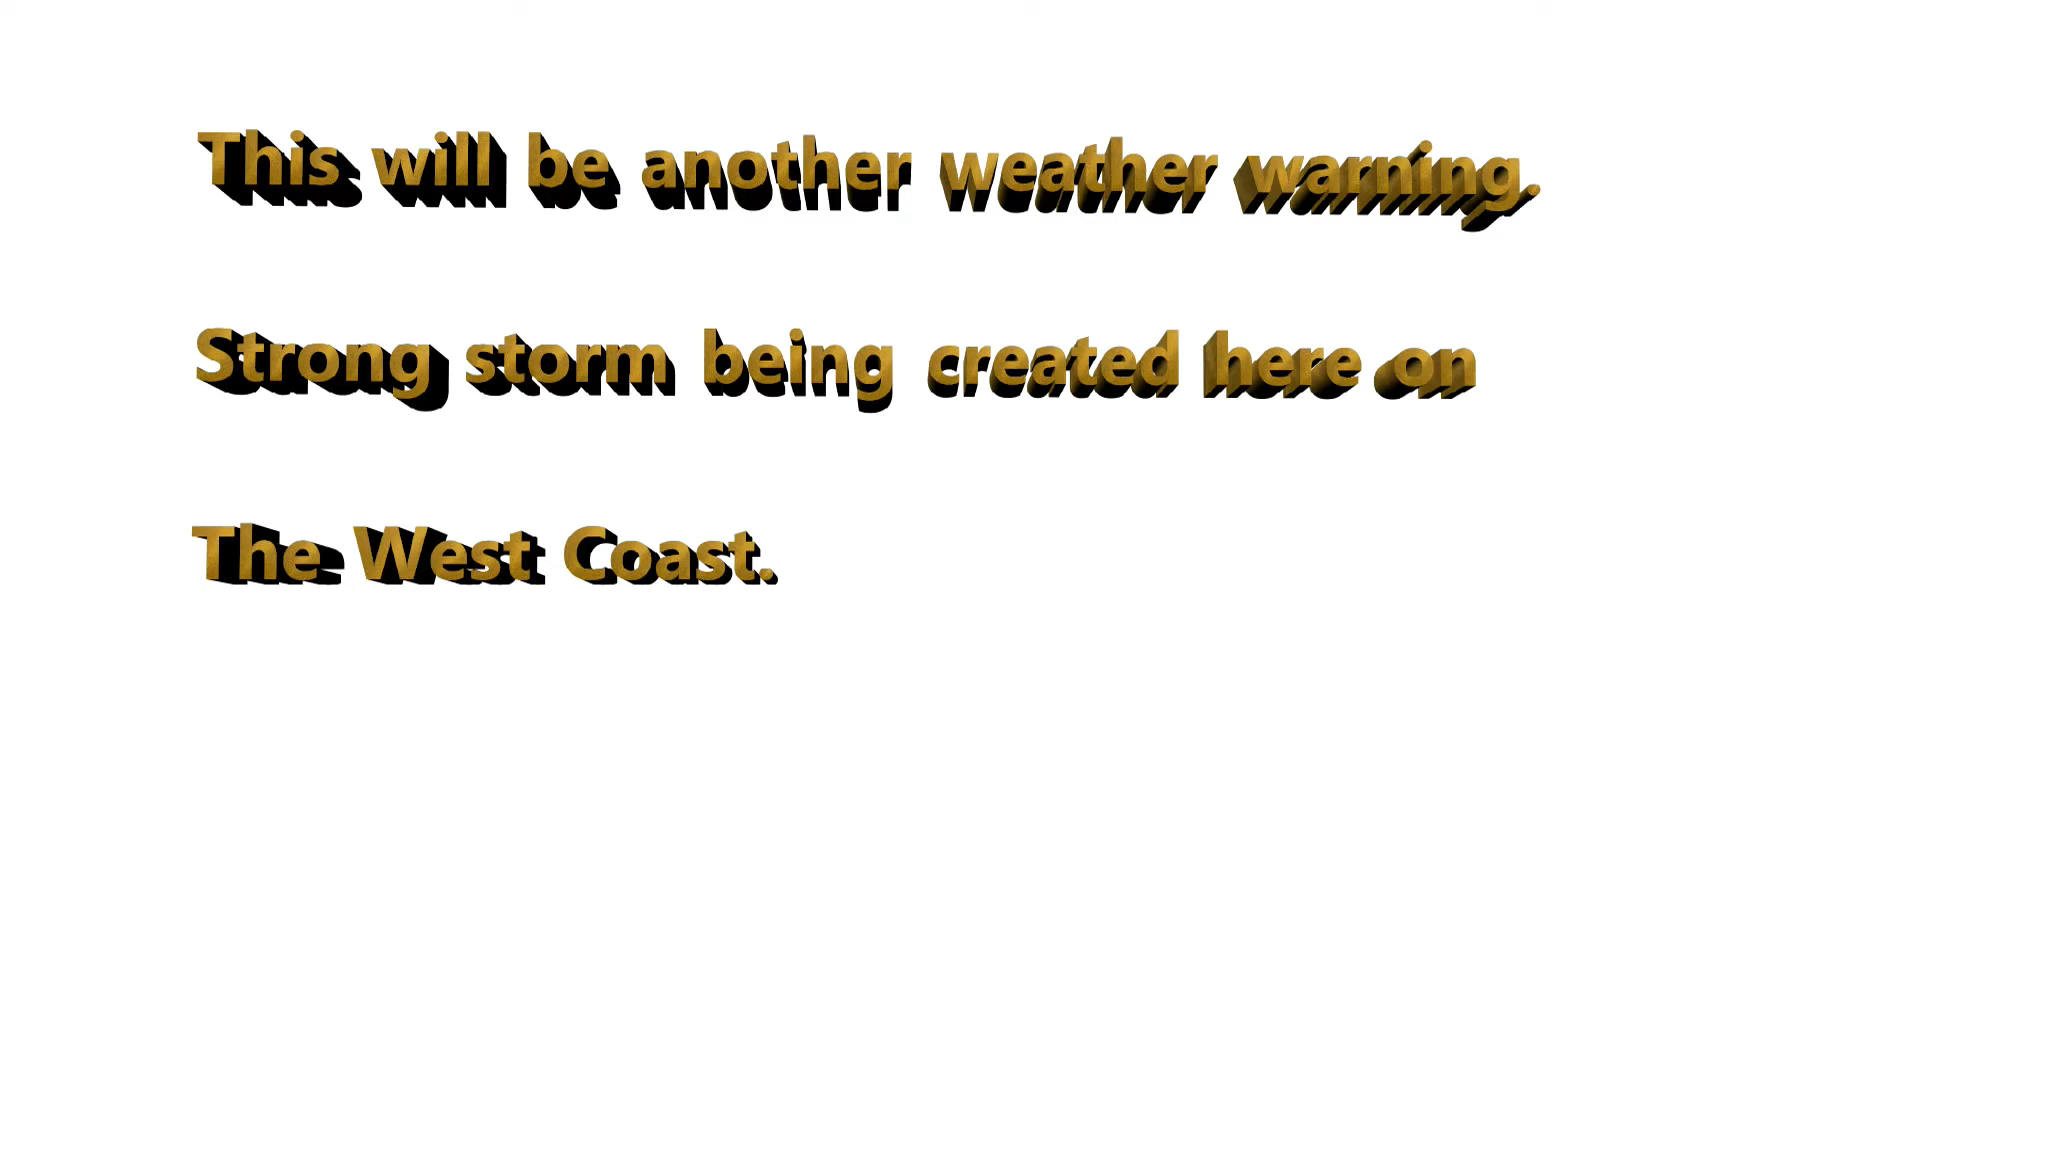 This will be another weather warning.
Strong storm being created here on
The West Coast.